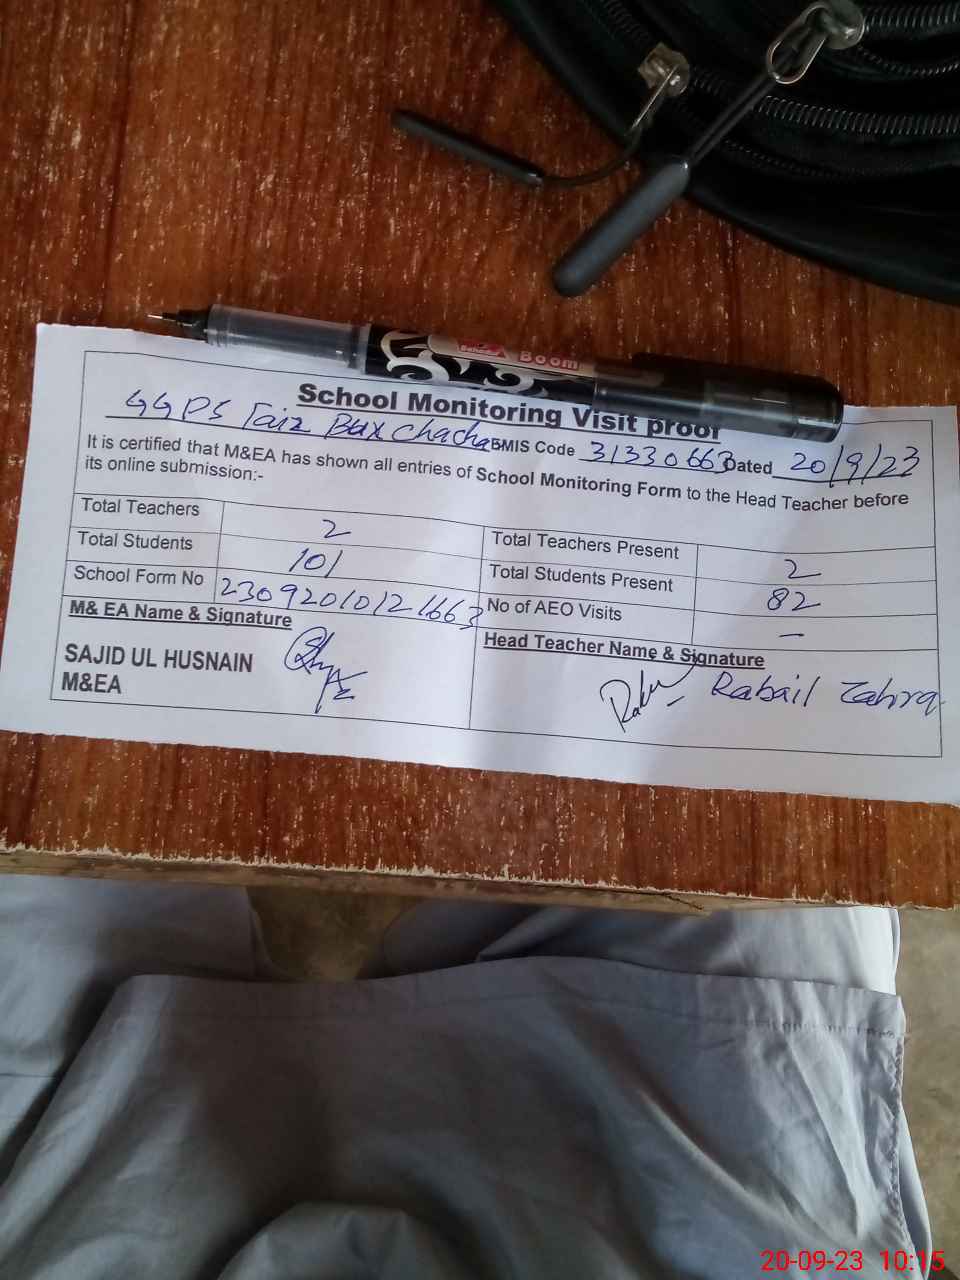 Boom
School Monitoring Visit proof
GGPS Faiz Bux Chacha EMIS Code 31330663 Dated 20/9/23
It is certified that M&EA has shown all entries of School Monitoring Form to the Head Teacher before
its online submission:-
Total Teachers 2 Total Teachers Present 2
Total Students 101 Total Students Present 82
School Form No 23092010121663 No of AEO Visits –
M& EA Name & Signature Head Teacher Name & Signature
SAJID UL HUSNAIN
M&EA
Rabail Zahra
20-09-23 10:15